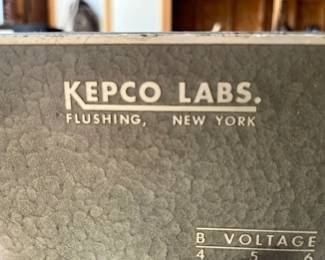 KEPCO LABS.
FLUSHING, NEW YORK
B VOLTAGE
4 5 6